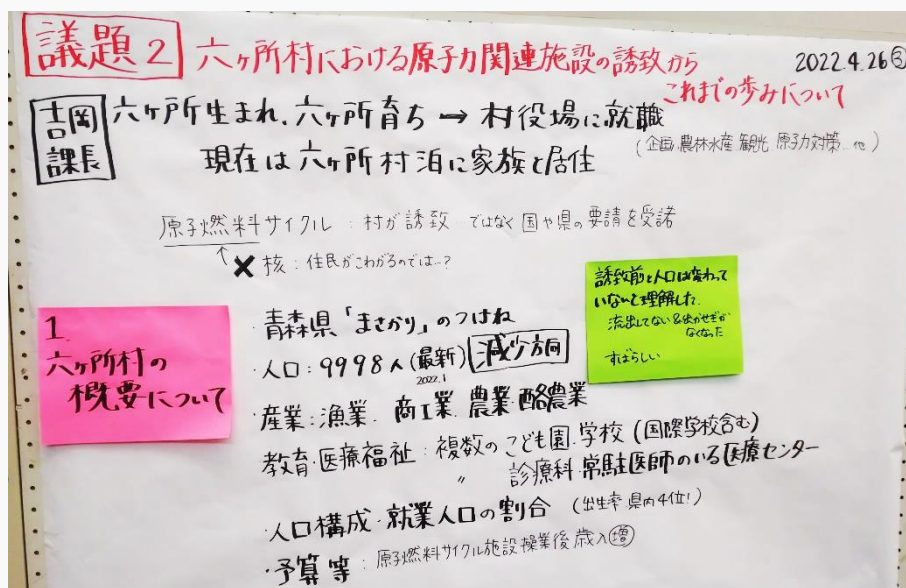 議題2 六ヶ所村における原子力関連施設の誘致から
これまでの歩みについて
2022.4.26㊋
吉岡
課長
六ヶ所生まれ、六ヶ所育ち → 村役場に就職
(企画・農林水産・観光・原子力対策…他)
現在は六ヶ所村泊に家族と居住
原子燃料サイクル:村が誘致…ではなく国や県の要請を受諾
↑
✖ 核:住民がこわがるのでは…?
1.
六ヶ所村の
概要について
・青森県「まさかり」のつけね
・人口:9998人(最新) 減少方向
2022.1
・産業:漁業、商工業、農業・酪農業
教育・医療福祉:複数のこども園、学校(国際学校含む)
〃 診療科・常駐医師のいる医療センター
・人口構成・就業人口の割合 (出生率 県内4位!)
・予算等:原子燃料サイクル施設操業後 歳入増
誘致前と人口は変わって
いないと理解した。
流出してない&出かせぎが
なくなった
すばらしい